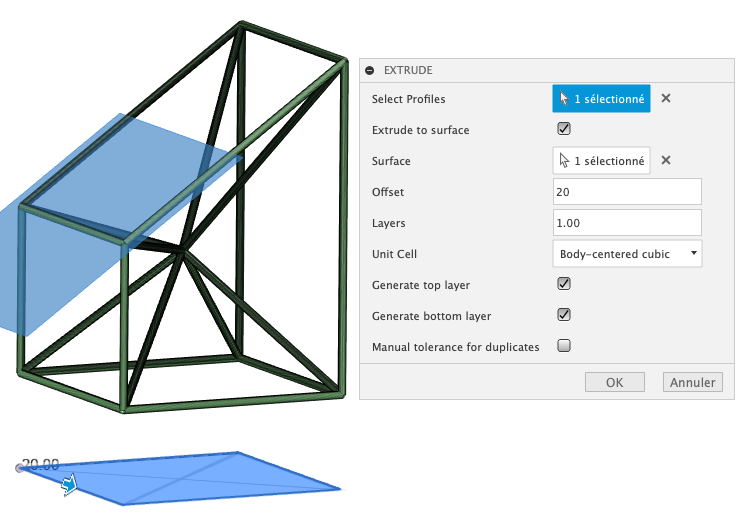 EXTRUDE
Select Profiles 1 sélectionné
Extrude to surface
Surface 1 sélectionné
Offset 20
Layers 1.00
Unit Cell Body-centered cubic
Generate top layer
Generate bottom layer
Manual tolerance for duplicates
OK Annuler
20.00